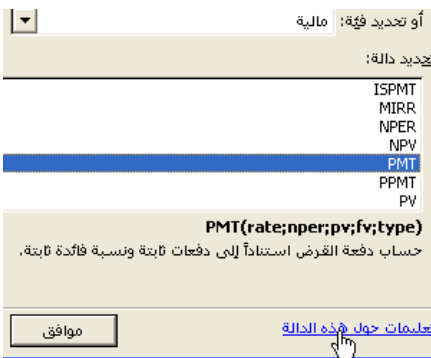 أو تحديد فئة: مالية
تحديد دالة:
ISPMT
MIRR
NPER
NPV
PMT
PPMT
PV
PMT(rate;nper;pv;fv;type)
حساب دفعة القرض استناداً إلى دفعات ثابتة ونسبة فائدة ثابتة.
تعليمات حول هذه الدالة
موافق